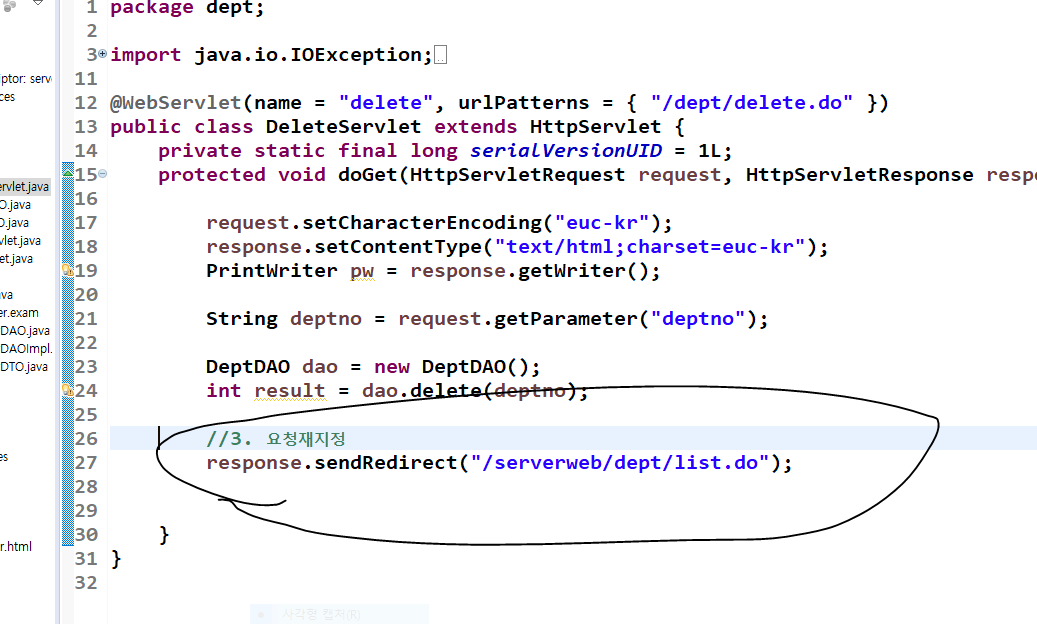 1 package dept;
2
3 import java.io.IOException;
11
12 @WebServlet(name = "delete", urlPatterns = { "/dept/delete.do" })
13 public class DeleteServlet extends HttpServlet {
14 private static final long serialVersionUID = 1L;
15 protected void doGet(HttpServletRequest request, HttpServletResponse respo
16
17 request.setCharacterEncoding("euc-kr");
18 response.setContentType("text/html;charset=euc-kr");
19 PrintWriter pw = response.getWriter();
20
21 String deptno = request.getParameter("deptno");
22
23 DeptDAO dao = new DeptDAO();
24 int result = dao.delete(deptno);
25
26 //3. 요청재지정
27 response.sendRedirect("/serverweb/dept/list.do");
28
29
30 }
31 }
32
iptor: serv
ces
ervlet.java
O.java
O.java
vlet.java
et.java
va
er.exam
DAO.java
DAOImpl.
DTO.java
es
r.html
사각형 캡처(R)